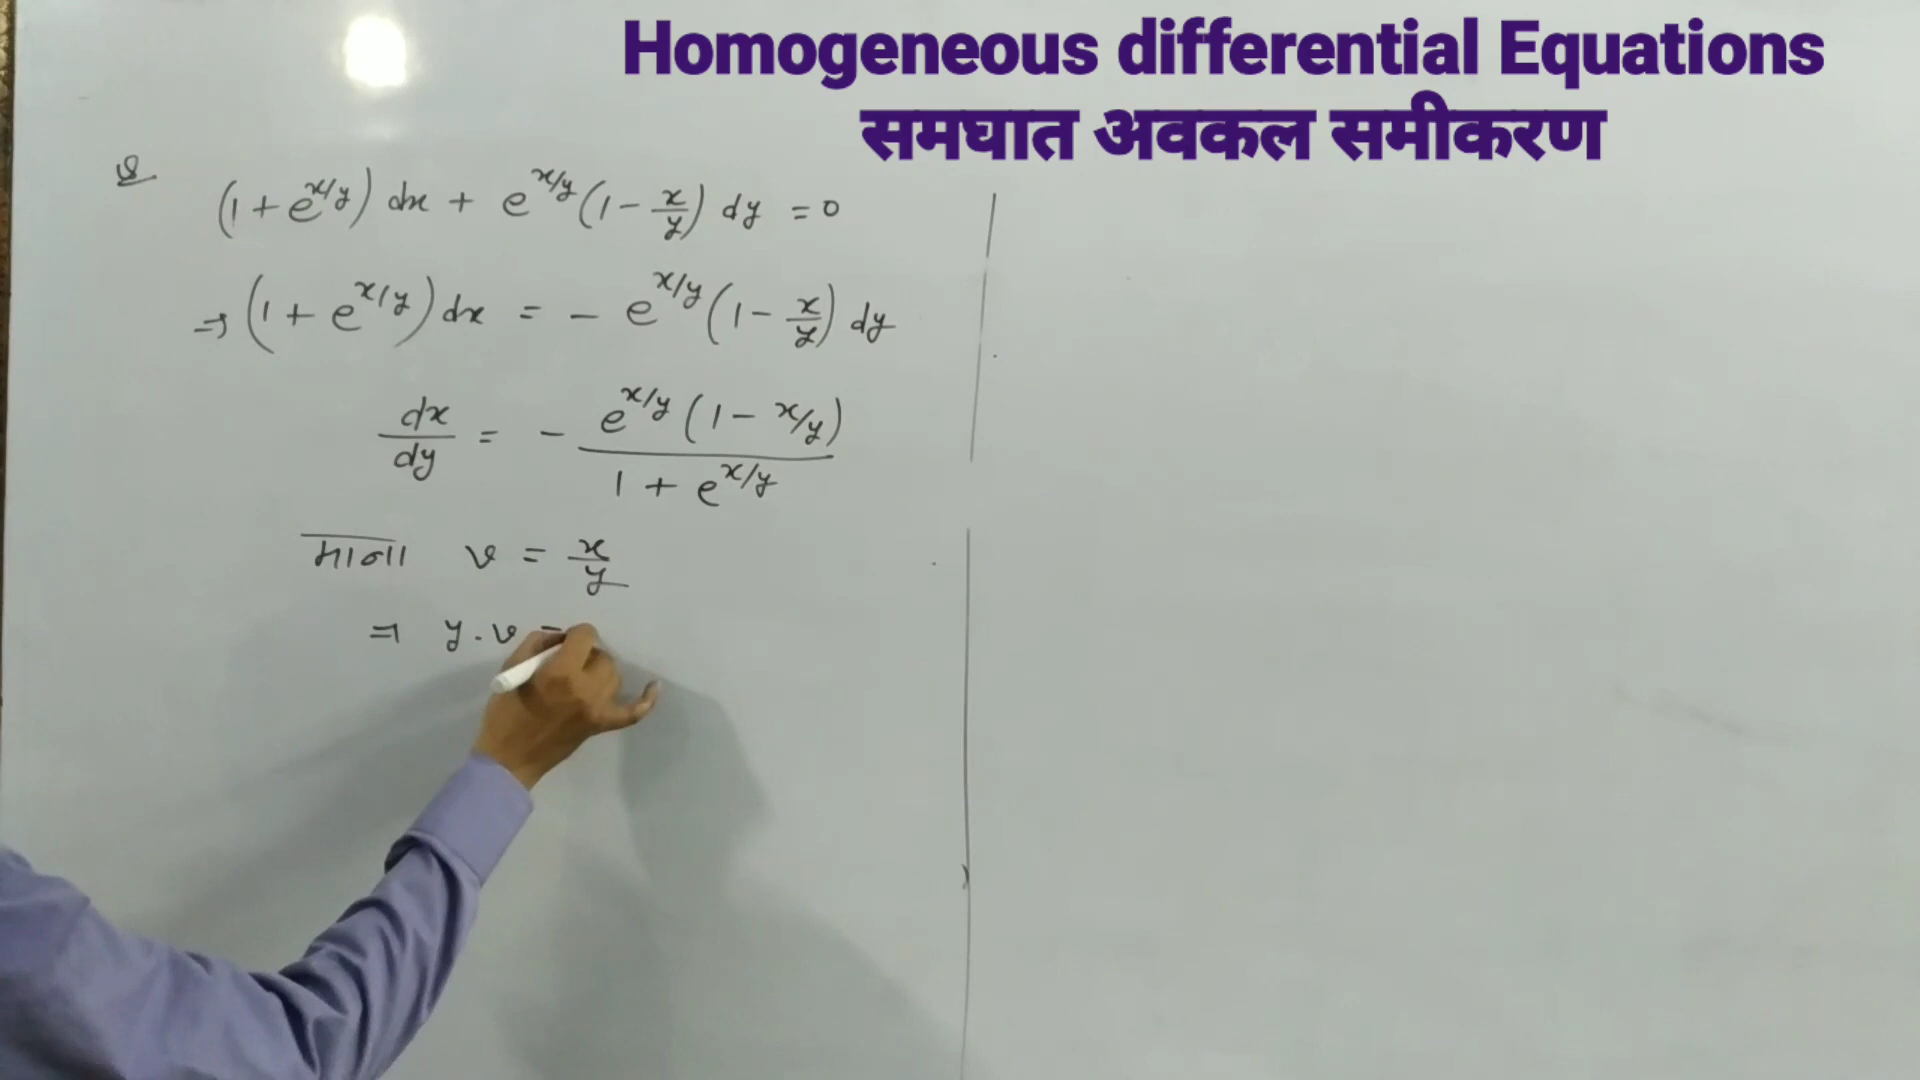 Homogeneous differential Equations
समघात अवकल समीकरण
Q
(1 + e^{x/y}) dx + e^{x/y} (1 - x/y) dy = 0
⇒ (1 + e^{x/y}) dx = - e^{x/y} (1 - x/y) dy
dx/dy = - e^{x/y} (1 - x/y) / 1 + e^{x/y}
माना v = x/y
⇒ y . v =